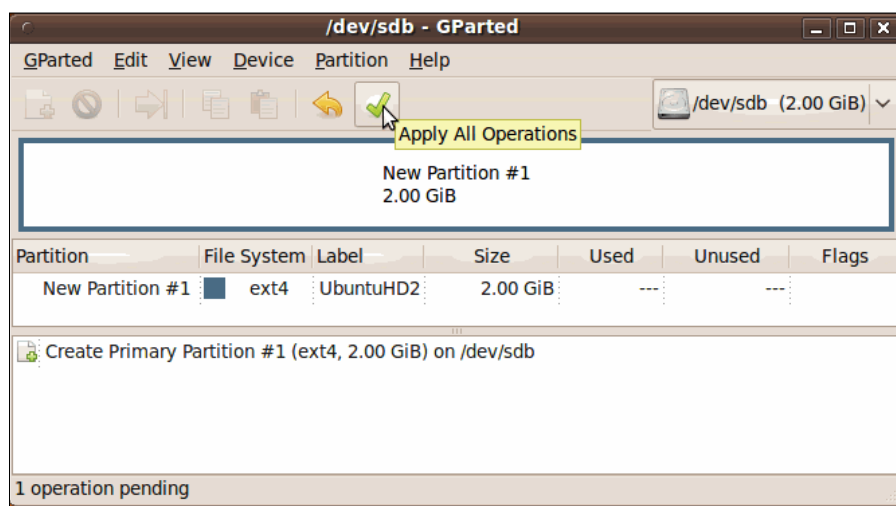 /dev/sdb - GParted
GParted Edit View Device Partition Help
/dev/sdb (2.00 GiB)
Apply All Operations
New Partition #1
2.00 GiB
Partition File System Label Size Used Unused Flags
New Partition #1 ext4 UbuntuHD2 2.00 GiB --- ---
Create Primary Partition #1 (ext4, 2.00 GiB) on /dev/sdb
1 operation pending